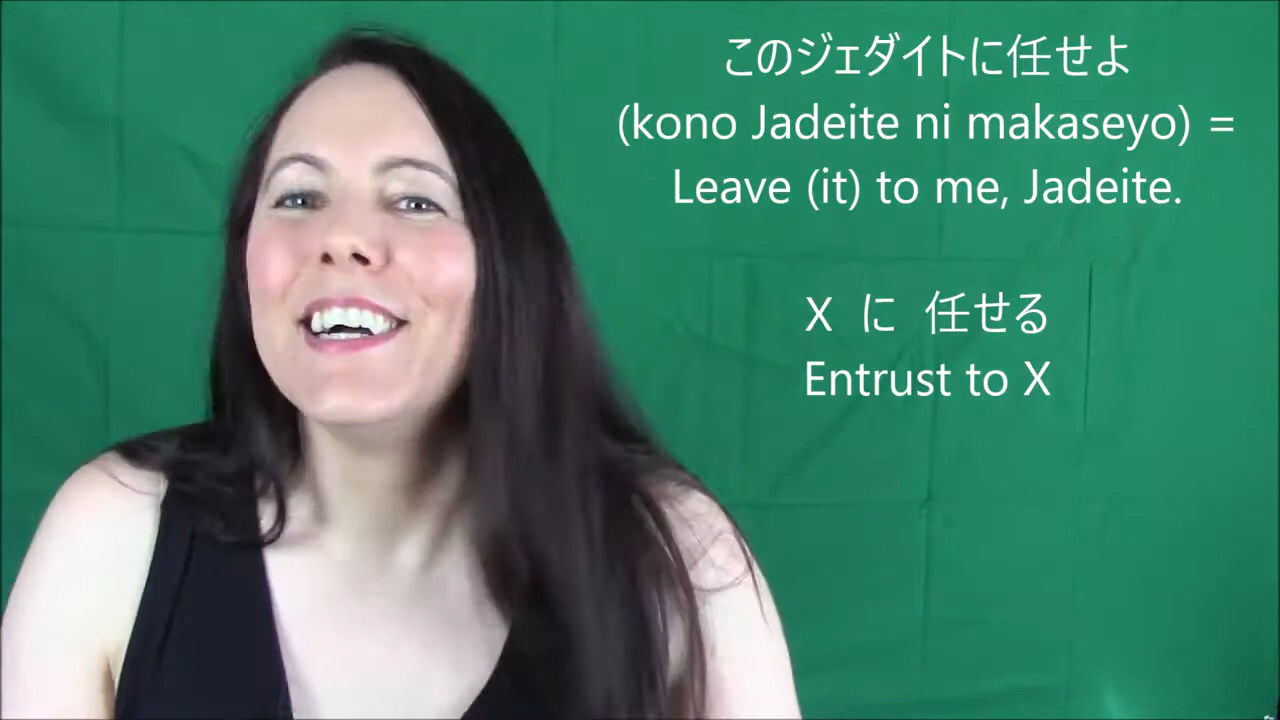 このジェダイトに任せよ
(kono Jadeite ni makaseyo) =
Leave (it) to me, Jadeite.
X に 任せる
Entrust to X